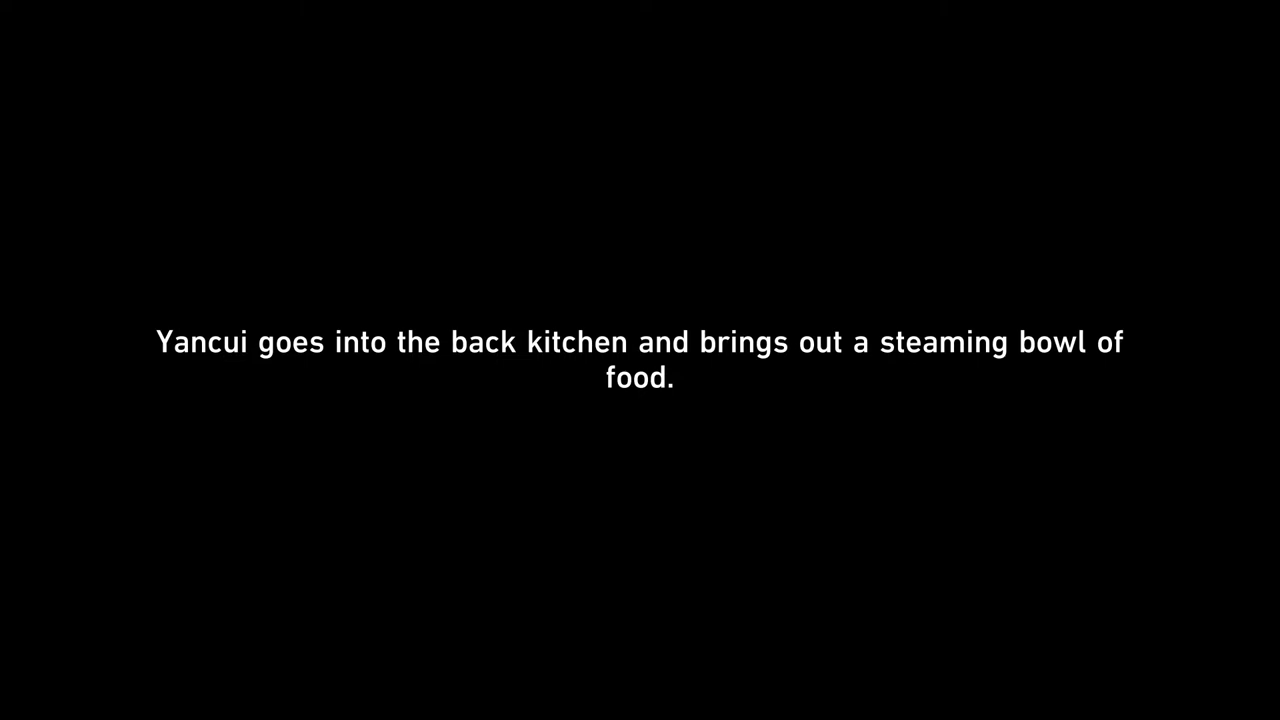 Yancui goes into the back kitchen and brings out a steaming bowl of
food.